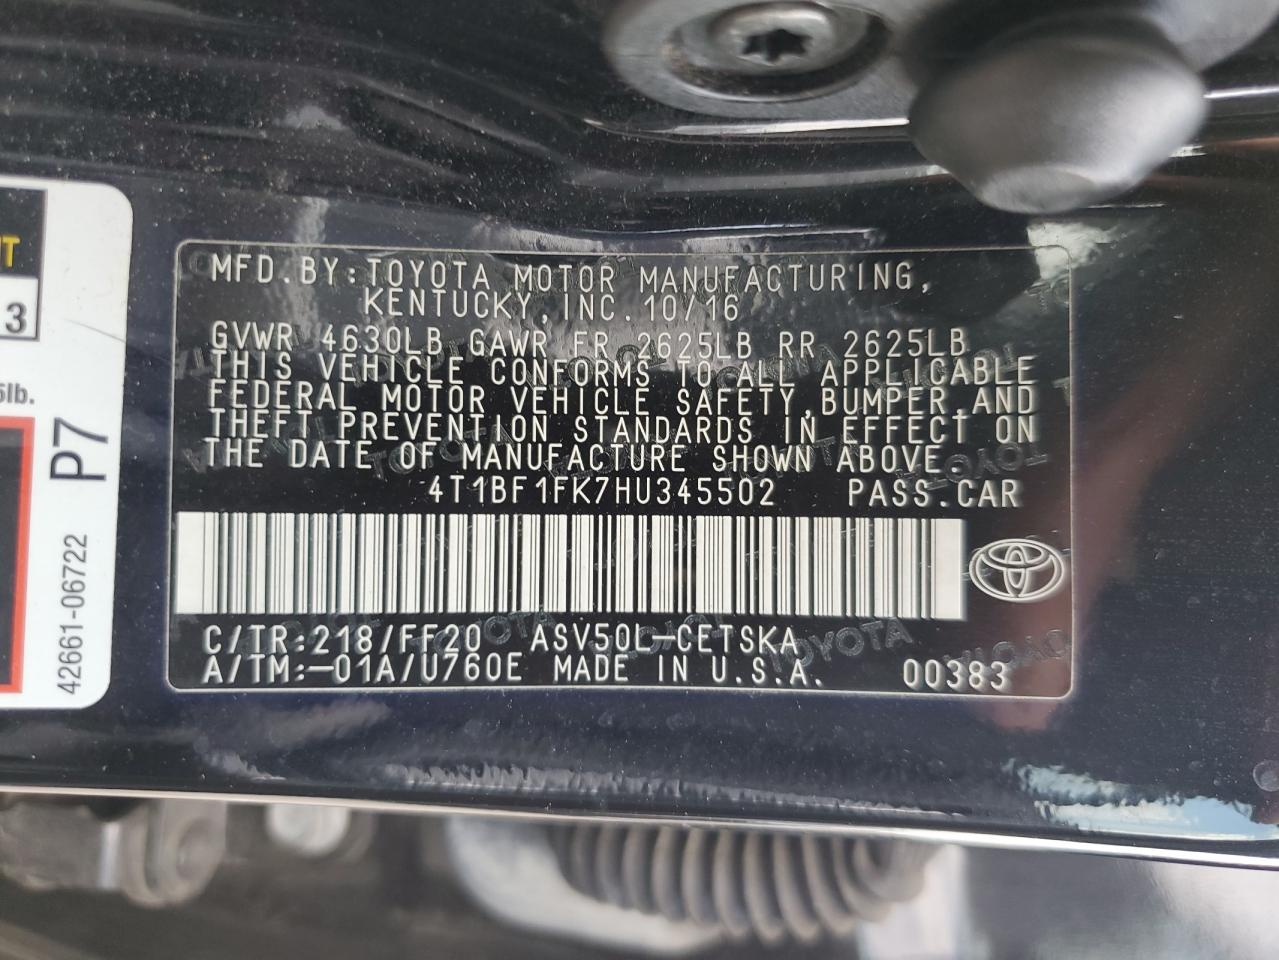 NT
3
5lb.
P7
42661-06722
MFD.BY:TOYOTA MOTOR MANUFACTURING,
KENTUCKY,INC.10/16
GVWR 4630LB GAWR FR 2625LB RR 2625LB
THIS VEHICLE CONFORMS TO ALL APPLICABLE
FEDERAL MOTOR VEHICLE SAFETY,BUMPER,AND
THEFT PREVENTION STANDARDS IN EFFECT ON
THE DATE OF MANUFACTURE SHOWN ABOVE
4T1BF1FK7HU345502 PASS.CAR
C/TR:218/FF20 ASV50L-CETSKA
A/TM:-01A/U760E MADE IN U.S.A. 00383